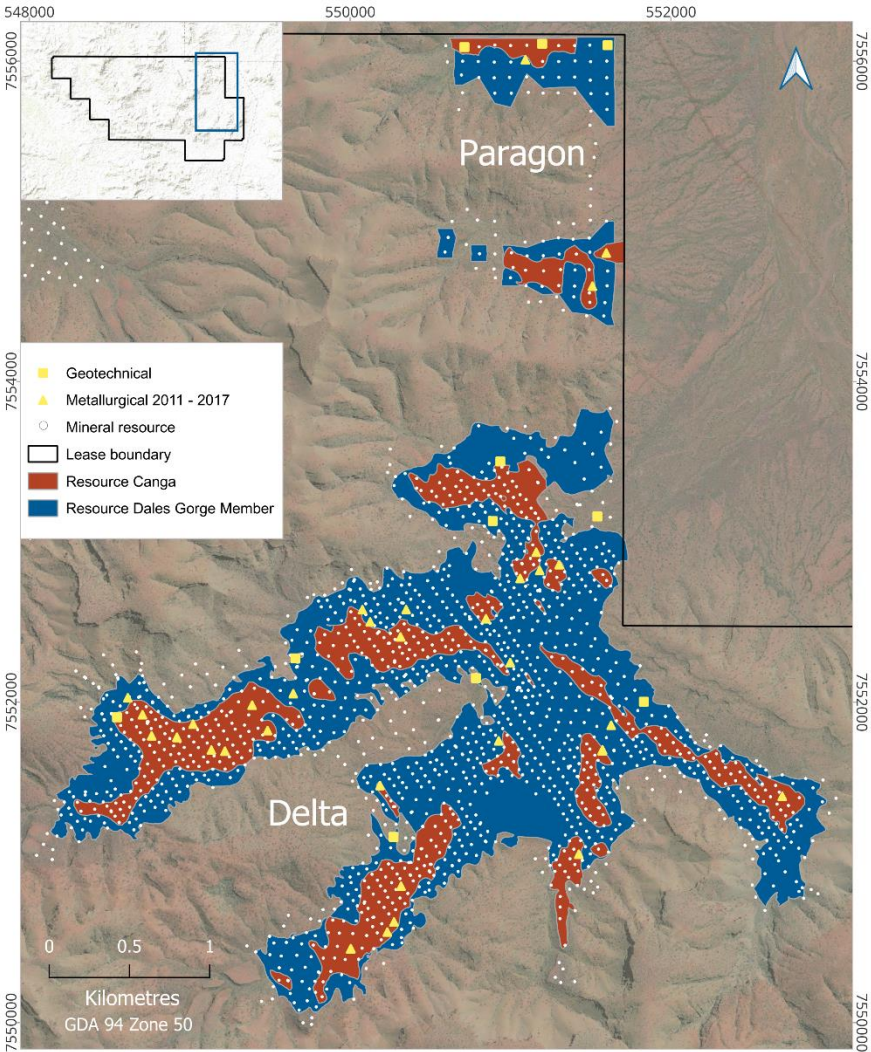 548000 550000 552000
7556000 7556000
Paragon
7554000 7554000
Geotechnical
Metallurgical 2011 - 2017
Mineral resource
Lease boundary
Resource Canga
Resource Dales Gorge Member
7552000 7552000
Delta
0 0.5 1
Kilometres
GDA 94 Zone 50
7550000 7550000